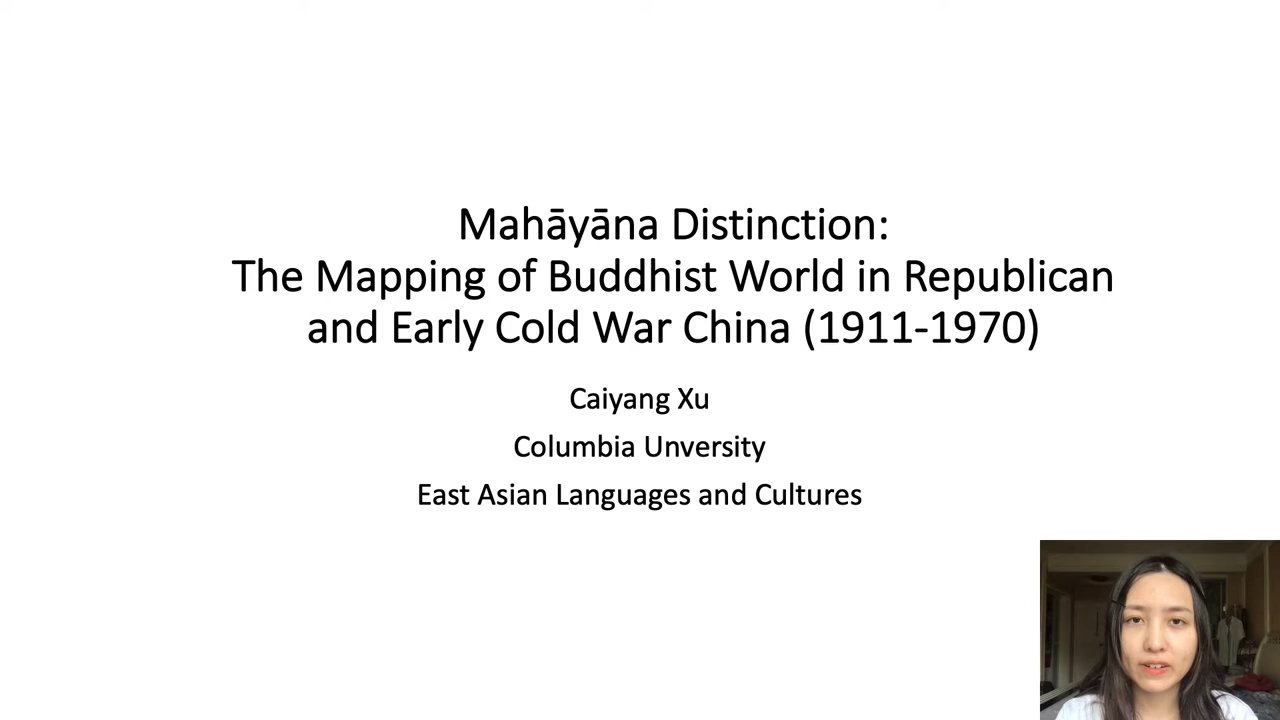 Mahāyāna Distinction:
The Mapping of Buddhist World in Republican
and Early Cold War China (1911-1970)
Caiyang Xu
Columbia Unversity
East Asian Languages and Cultures